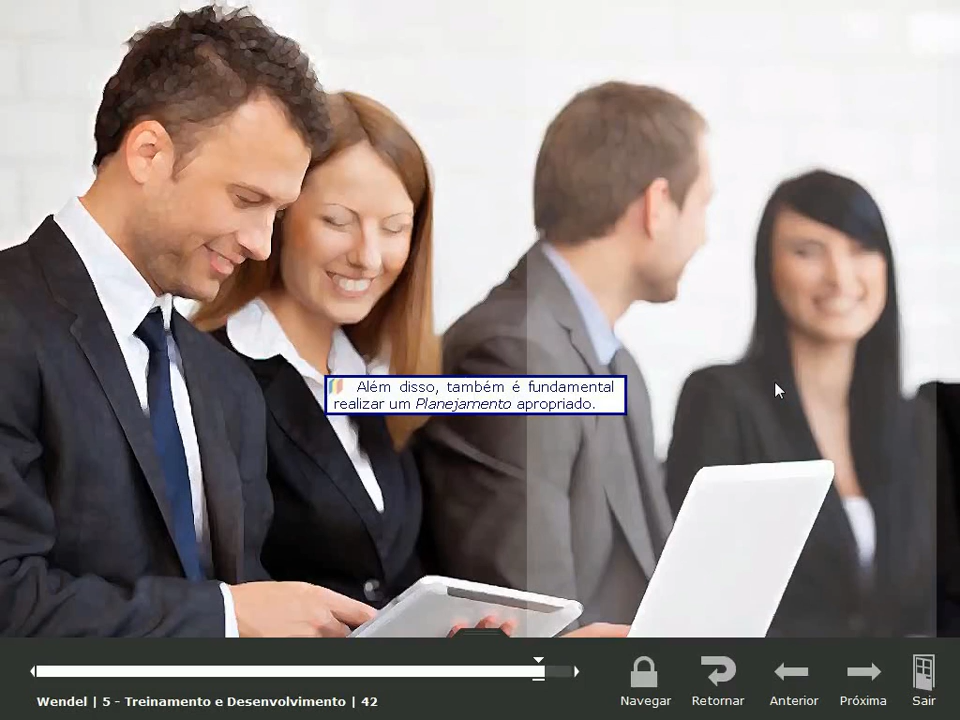 Além disso, também é fundamental
realizar um Planejamento apropriado.
Navegar
Retornar
Anterior
Próxima
Sair
Wendel | 5 - Treinamento e Desenvolvimento | 42